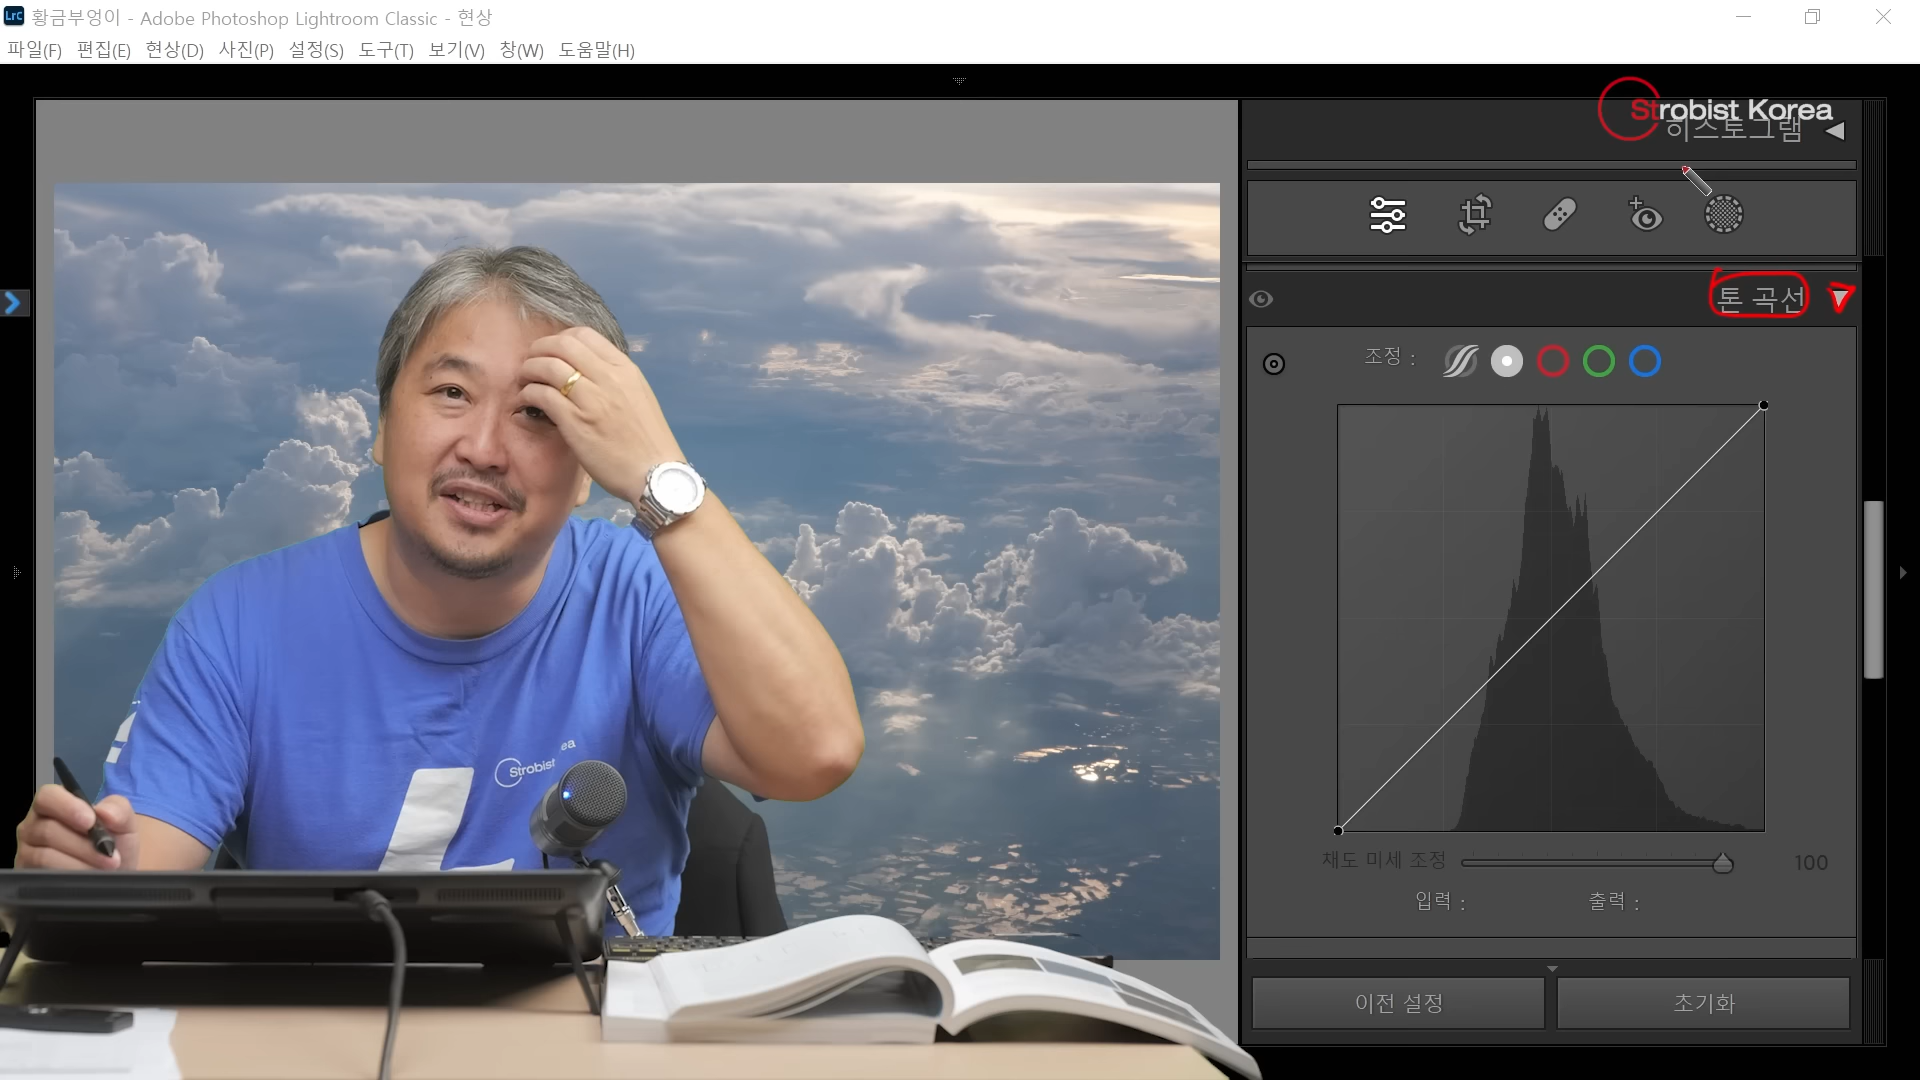 LrC 황금부엉이 - Adobe Photoshop Lightroom Classic - 현상
파일(F) 편집(E) 현상(D) 사진(P) 설정(S) 도구(T) 보기(V) 창(W) 도움말(H)
Strobist Korea
히스토그램
톤 곡선
조정 :
채도 미세 조정 100
입력 : 출력 :
이전 설정 초기화
Strobist ea